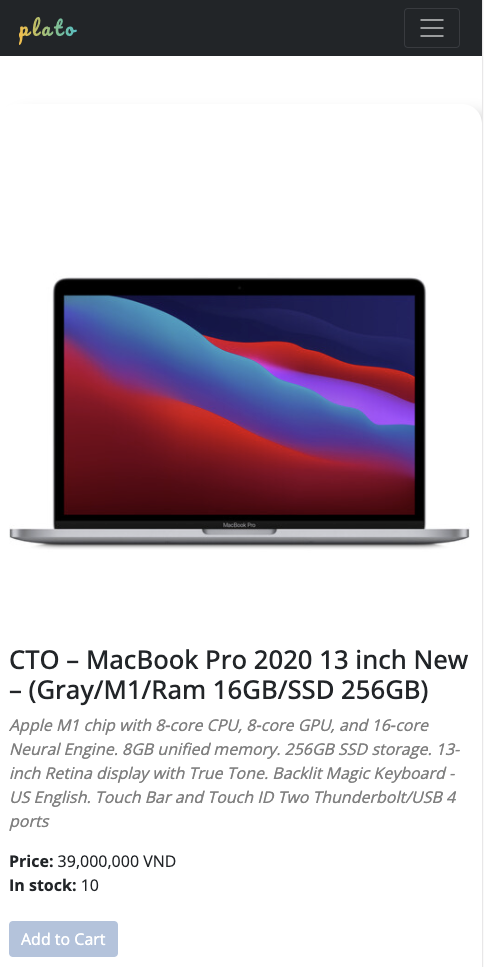 plato
MacBook Pro
CTO – MacBook Pro 2020 13 inch New
– (Gray/M1/Ram 16GB/SSD 256GB)
Apple M1 chip with 8-core CPU, 8-core GPU, and 16-core
Neural Engine. 8GB unified memory. 256GB SSD storage. 13-
inch Retina display with True Tone. Backlit Magic Keyboard -
US English. Touch Bar and Touch ID Two Thunderbolt/USB 4
ports
Price: 39,000,000 VND
In stock: 10
Add to Cart